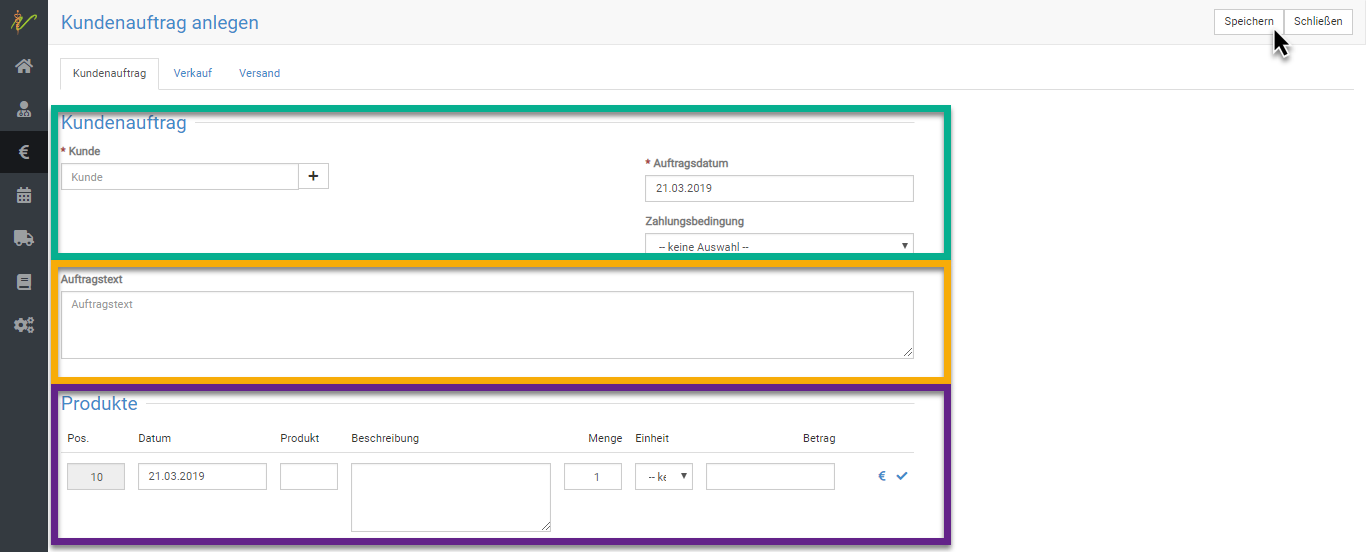 Kundenauftrag anlegen
Speichern Schließen
Kundenauftrag Verkauf Versand
Kundenauftrag
* Kunde
Kunde +
* Auftragsdatum
21.03.2019
Zahlungsbedingung
-- keine Auswahl --
Auftragstext
Auftragstext
Produkte
Pos. Datum Produkt Beschreibung Menge Einheit Betrag
10 21.03.2019 1 -- ke €